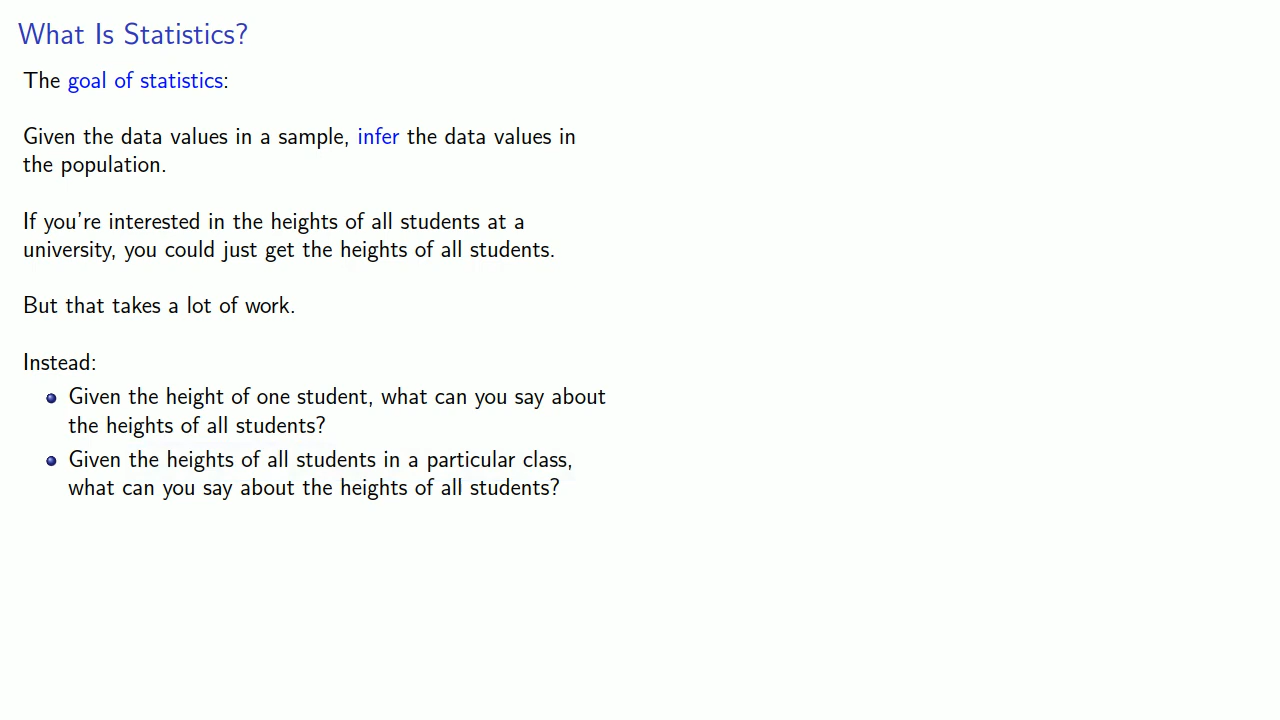 What Is Statistics?
The goal of statistics:
Given the data values in a sample, infer the data values in
the population.
If you're interested in the heights of all students at a
university, you could just get the heights of all students.
But that takes a lot of work.
Instead:
Given the height of one student, what can you say about
the heights of all students?
Given the heights of all students in a particular class,
what can you say about the heights of all students?